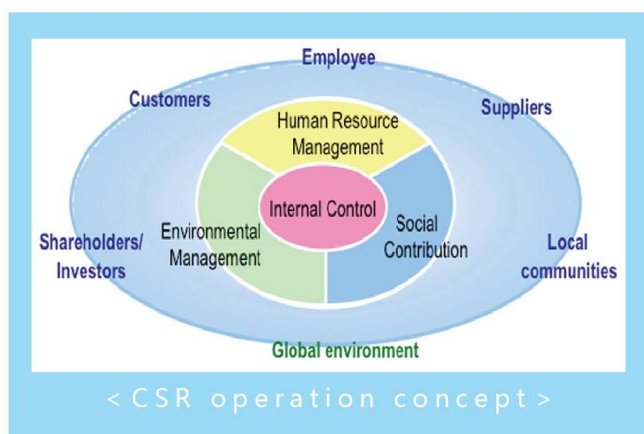 Employee
Customers
Suppliers
Human Resource
Management
Internal Control
Environmental
Management
Social
Contribution
Shareholders/
Investors
Local
communities
Global environment
< CSR operation concept >